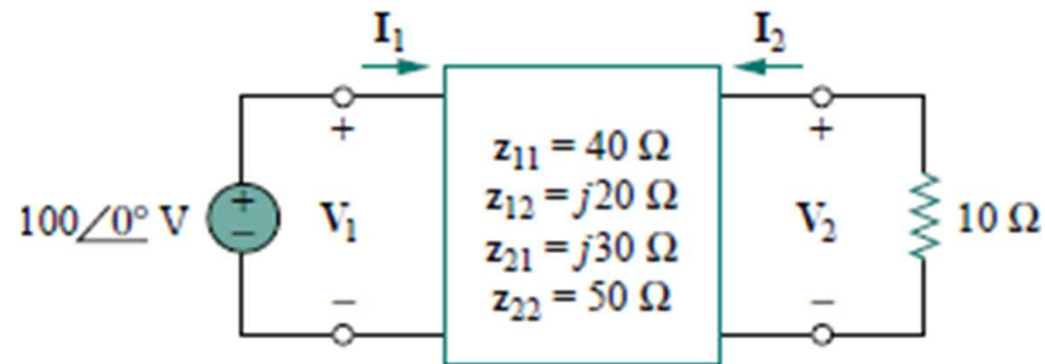 I₁ I₂
+ +
z₁₁ = 40 Ω
z₁₂ = j20 Ω
100/0° V + − V₁ V₂ 10 Ω
z₂₁ = j30 Ω
z₂₂ = 50 Ω
− −